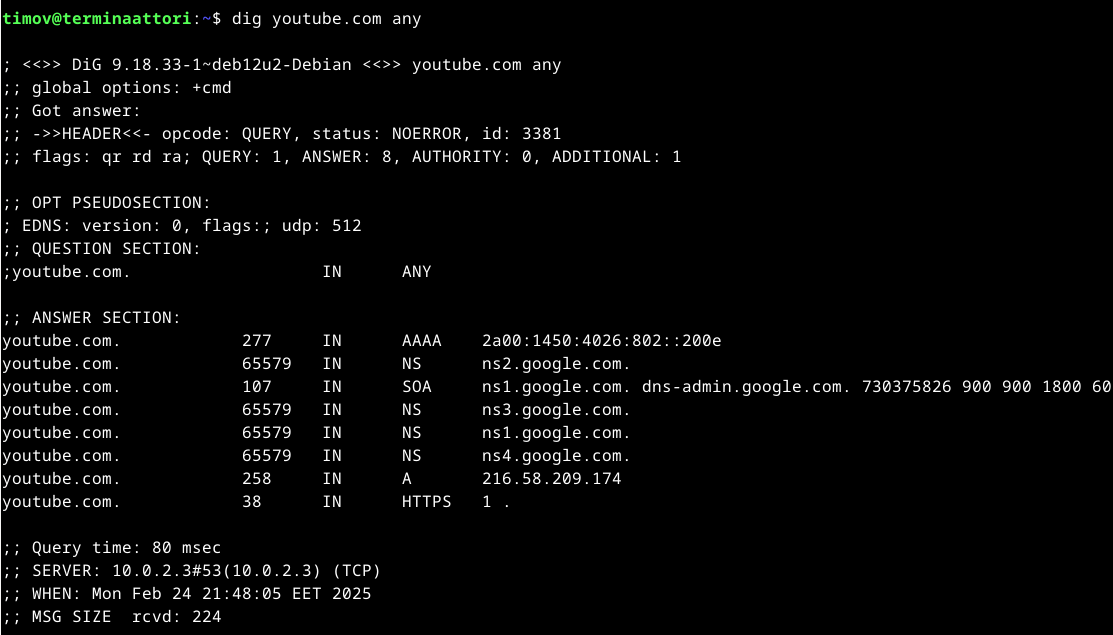 timov@terminaattori:~$ dig youtube.com any
; <<>> DiG 9.18.33-1~deb12u2-Debian <<>> youtube.com any
;; global options: +cmd
;; Got answer:
;; ->>HEADER<<- opcode: QUERY, status: NOERROR, id: 3381
;; flags: qr rd ra; QUERY: 1, ANSWER: 8, AUTHORITY: 0, ADDITIONAL: 1
;; OPT PSEUDOSECTION:
; EDNS: version: 0, flags:; udp: 512
;; QUESTION SECTION:
;youtube.com. IN ANY
;; ANSWER SECTION:
youtube.com. 277 IN AAAA 2a00:1450:4026:802::200e
youtube.com. 65579 IN NS ns2.google.com.
youtube.com. 107 IN SOA ns1.google.com. dns-admin.google.com. 730375826 900 900 1800 60
youtube.com. 65579 IN NS ns3.google.com.
youtube.com. 65579 IN NS ns1.google.com.
youtube.com. 65579 IN NS ns4.google.com.
youtube.com. 258 IN A 216.58.209.174
youtube.com. 38 IN HTTPS 1 .
;; Query time: 80 msec
;; SERVER: 10.0.2.3#53(10.0.2.3) (TCP)
;; WHEN: Mon Feb 24 21:48:05 EET 2025
;; MSG SIZE rcvd: 224